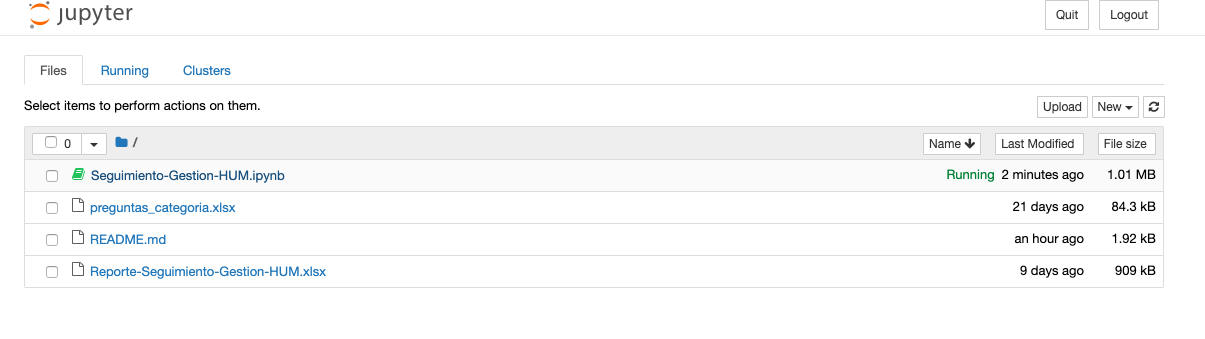 jupyter
Quit Logout
Files Running Clusters
Select items to perform actions on them.
Upload New
0 / Name Last Modified File size
Seguimiento-Gestion-HUM.ipynb Running 2 minutes ago 1.01 MB
preguntas_categoria.xlsx 21 days ago 84.3 kB
README.md an hour ago 1.92 kB
Reporte-Seguimiento-Gestion-HUM.xlsx 9 days ago 909 kB